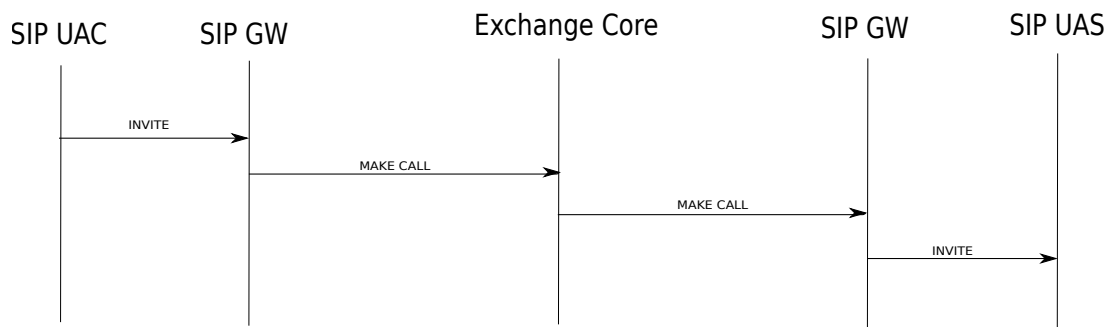 SIP UAC
SIP GW
Exchange Core
SIP GW
SIP UAS
INVITE
MAKE CALL
MAKE CALL
INVITE